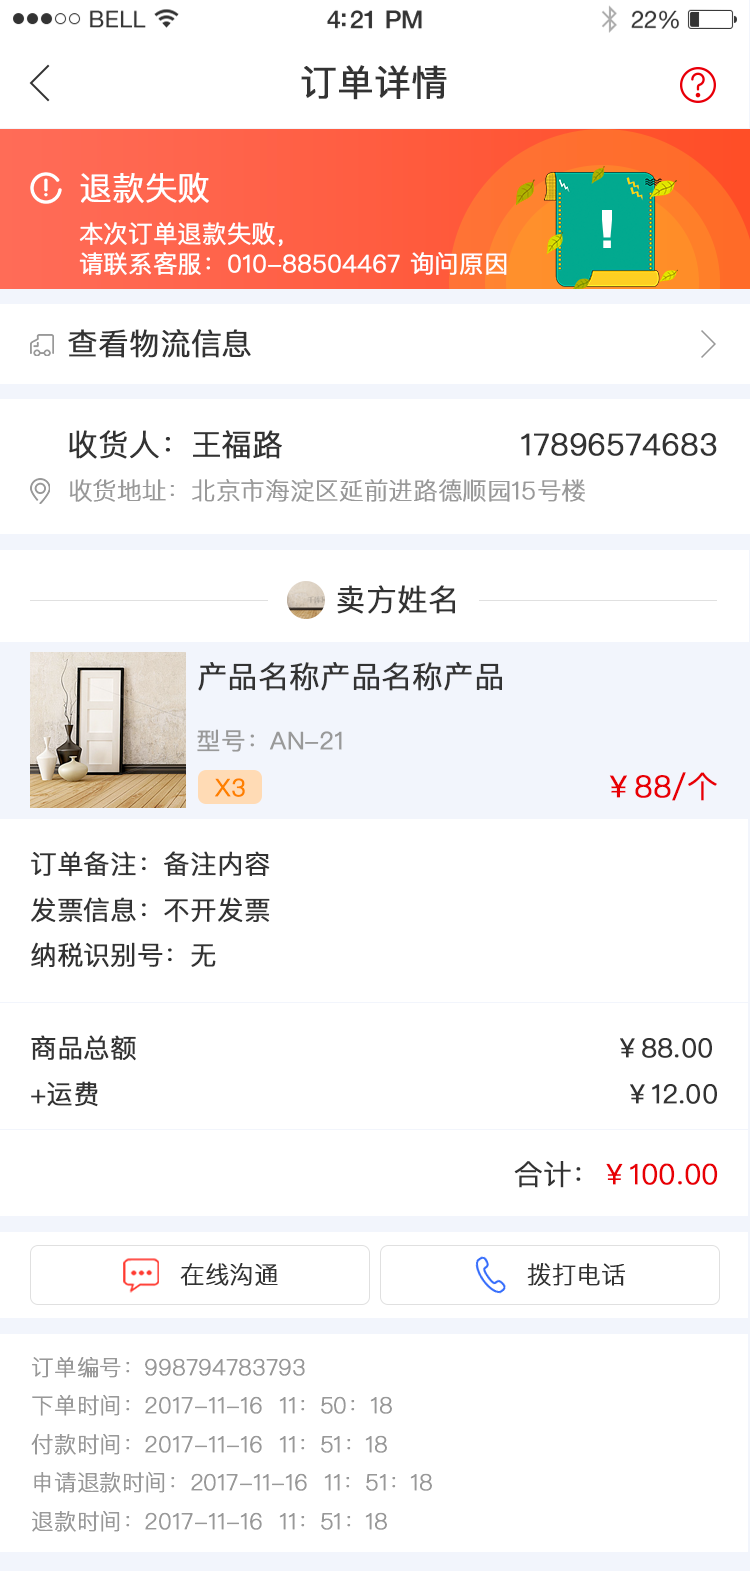 BELL 4:21 PM 22%
订单详情
退款失败
本次订单退款失败,
请联系客服：010-88504467 询问原因
查看物流信息
收货人：王福路 17896574683
收货地址：北京市海淀区延前进路德顺园15号楼
卖方姓名
产品名称产品名称产品
型号：AN-21
X3
¥88/个
订单备注：备注内容
发票信息：不开发票
纳税识别号：无
商品总额 ¥88.00
+运费 ¥12.00
合计：¥100.00
在线沟通 拨打电话
订单编号：998794783793
下单时间：2017-11-16 11：50：18
付款时间：2017-11-16 11：51：18
申请退款时间：2017-11-16 11：51：18
退款时间：2017-11-16 11：51：18